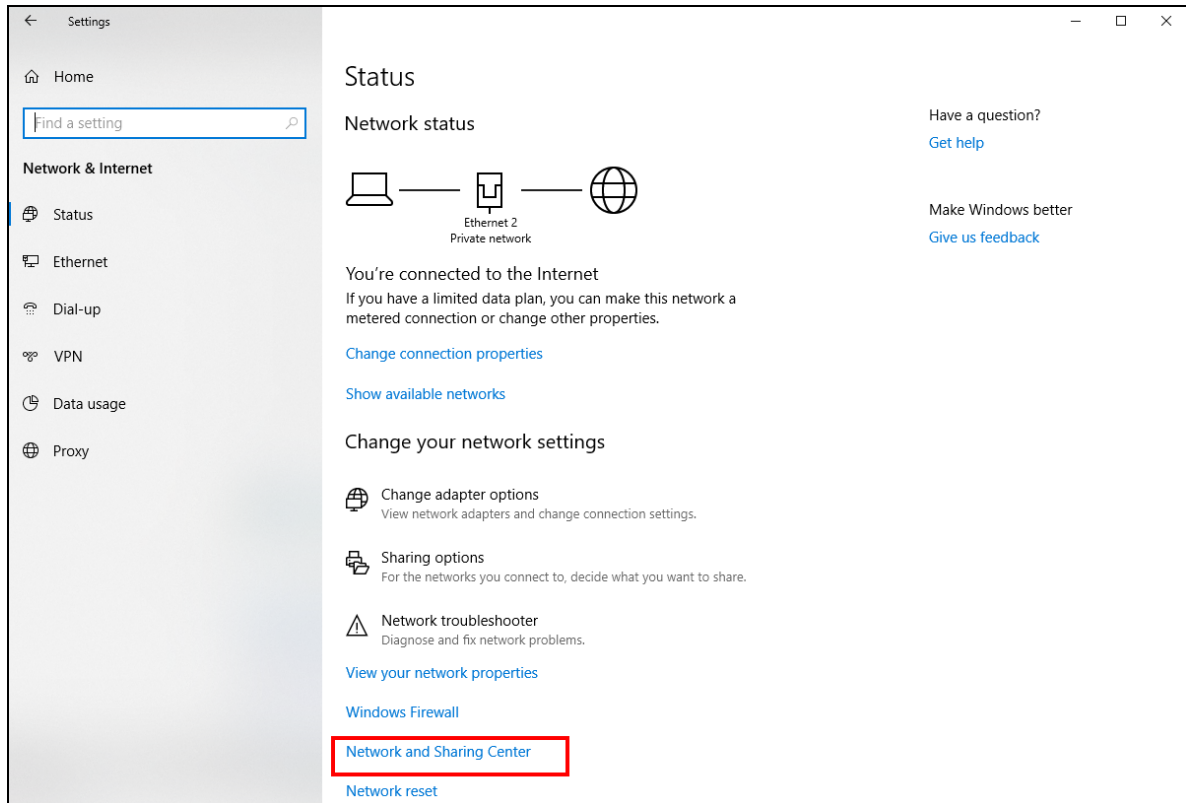 Settings
Home
Find a setting
Network & Internet
Status
Ethernet
Dial-up
VPN
Data usage
Proxy
Status
Network status
Ethernet 2
Private network
You're connected to the Internet
If you have a limited data plan, you can make this network a
metered connection or change other properties.
Change connection properties
Show available networks
Change your network settings
Change adapter options
View network adapters and change connection settings.
Sharing options
For the networks you connect to, decide what you want to share.
Network troubleshooter
Diagnose and fix network problems.
View your network properties
Windows Firewall
Network and Sharing Center
Network reset
Have a question?
Get help
Make Windows better
Give us feedback